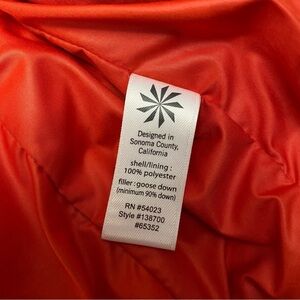 Designed in
Sonoma County,
California
shell/lining :
100% polyester
filler : goose down
(minimum 90% down)
RN #54023
Style #138700
#65352